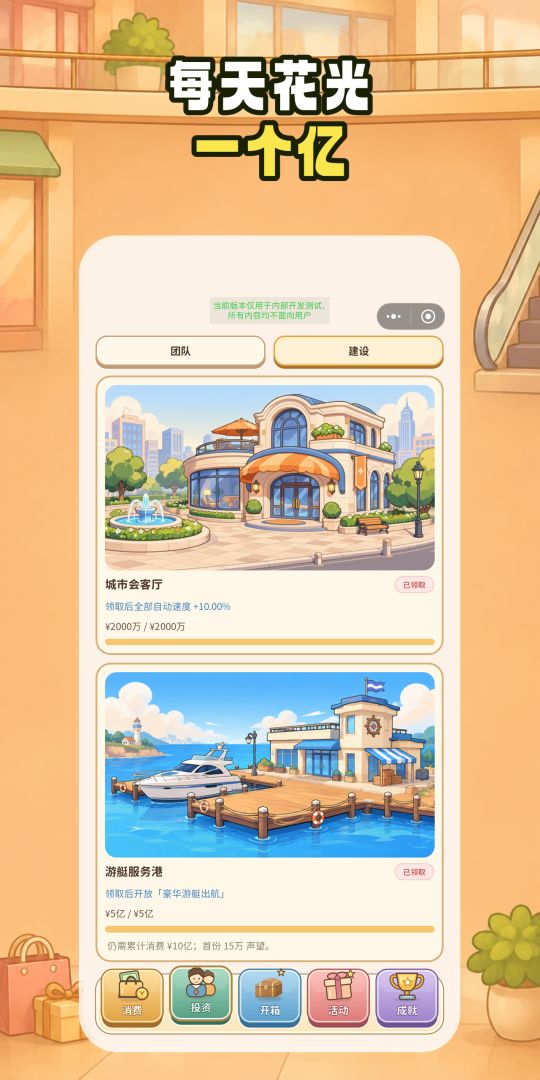 每天花光
一个亿
当前版本仅用于内部开发测试，
所有内容均不面向用户
团队
建设
城市会客厅
已领取
领取后全部自动速度 +10.00%
¥2000万 / ¥2000万
游艇服务港
已领取
领取后开放「豪华游艇出航」
¥5亿 / ¥5亿
仍需累计消费 ¥10亿；首份 15万 声望。
消费
投资
开箱
活动
成就